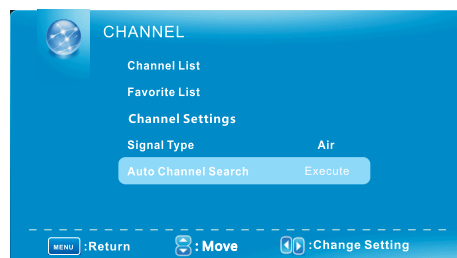 CHANNEL
Channel List
Favorite List
Channel Settings
Signal Type Air
Auto Channel Search Execute
MENU :Return : Move :Change Setting